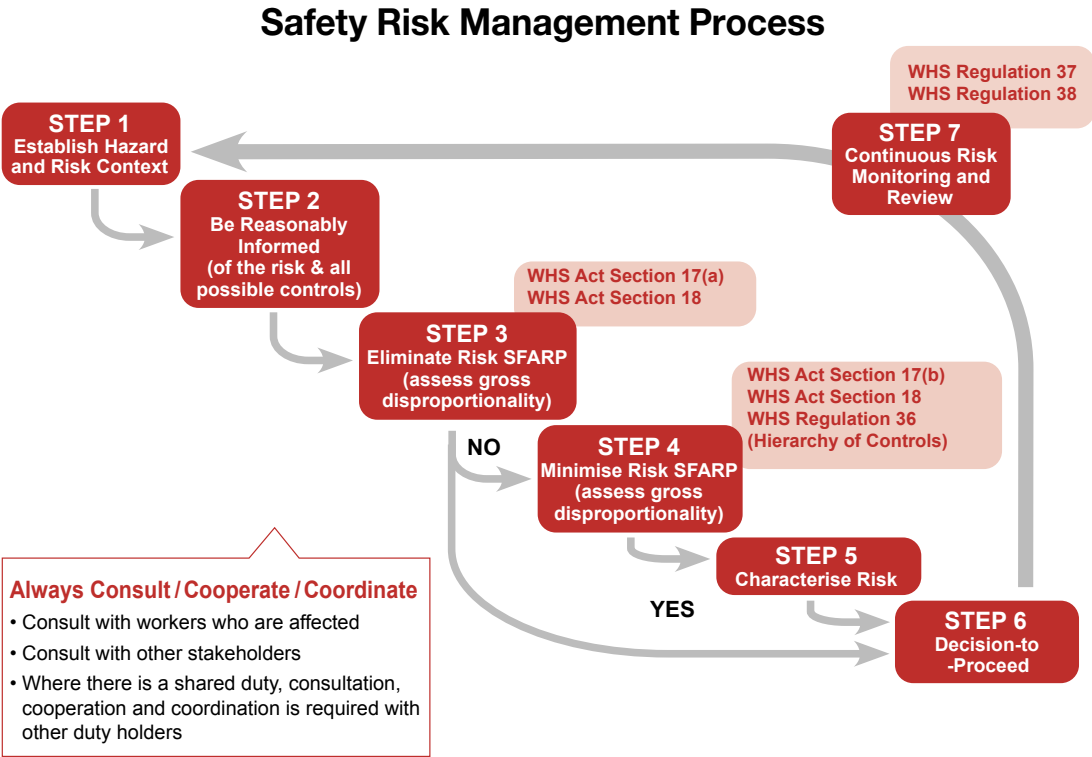 Safety Risk Management Process
WHS Regulation 37
WHS Regulation 38
STEP 1
Establish Hazard
and Risk Context
STEP 7
Continuous Risk
Monitoring and
Review
STEP 2
Be Reasonably
Informed
(of the risk & all
possible controls)
WHS Act Section 17(a)
WHS Act Section 18
STEP 3
Eliminate Risk SFARP
(assess gross
disproportionality)
WHS Act Section 17(b)
WHS Act Section 18
WHS Regulation 36
(Hierarchy of Controls)
NO
STEP 4
Minimise Risk SFARP
(assess gross
disproportionality)
STEP 5
Characterise Risk
YES
STEP 6
Decision-to
-Proceed
Always Consult / Cooperate / Coordinate
• Consult with workers who are affected
• Consult with other stakeholders
• Where there is a shared duty, consultation,
cooperation and coordination is required with
other duty holders